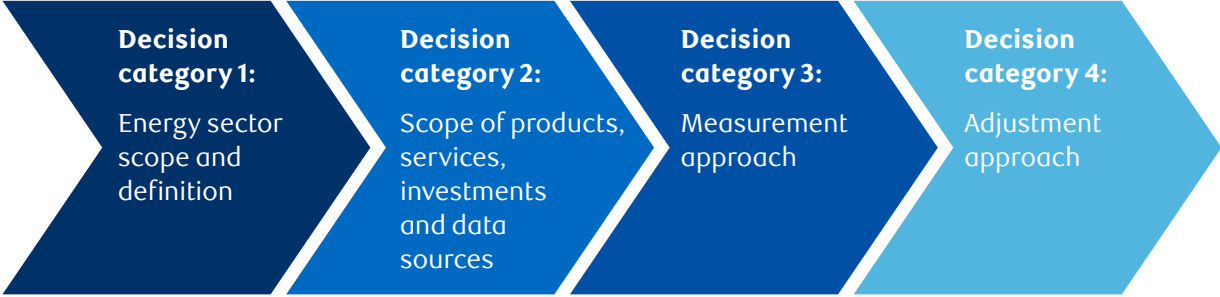 Decision
category 1:
Energy sector
scope and
definition
Decision
category 2:
Scope of products,
services,
investments
and data
sources
Decision
category 3:
Measurement
approach
Decision
category 4:
Adjustment
approach